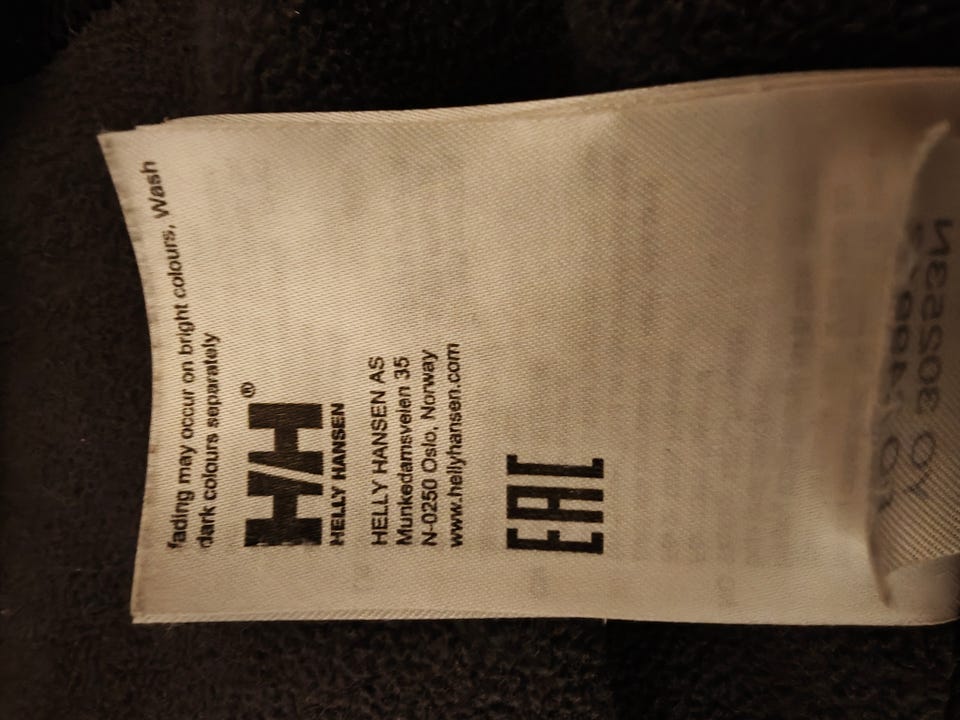 fading may occur on bright colours, Wash
dark colours separately
HH®
HELLY HANSEN
HELLY HANSEN AS
Munkedamsveien 35
N-0250 Oslo, Norway
www.hellyhansen.com
EAC